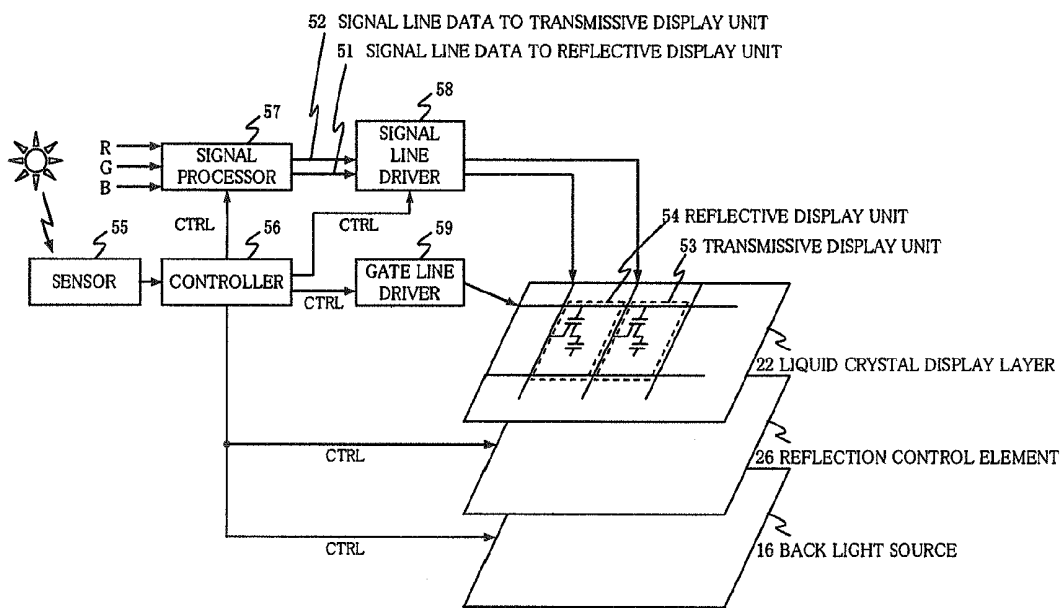 52 SIGNAL LINE DATA TO TRANSMISSIVE DISPLAY UNIT
51 SIGNAL LINE DATA TO REFLECTIVE DISPLAY UNIT
58
57
R
G
B
SIGNAL
PROCESSOR
SIGNAL
LINE
DRIVER
54 REFLECTIVE DISPLAY UNIT
53 TRANSMISSIVE DISPLAY UNIT
CTRL
CTRL
55
56
59
SENSOR
CONTROLLER
CTRL
GATE LINE
DRIVER
22 LIQUID CRYSTAL DISPLAY LAYER
CTRL
26 REFLECTION CONTROL ELEMENT
CTRL
16 BACK LIGHT SOURCE